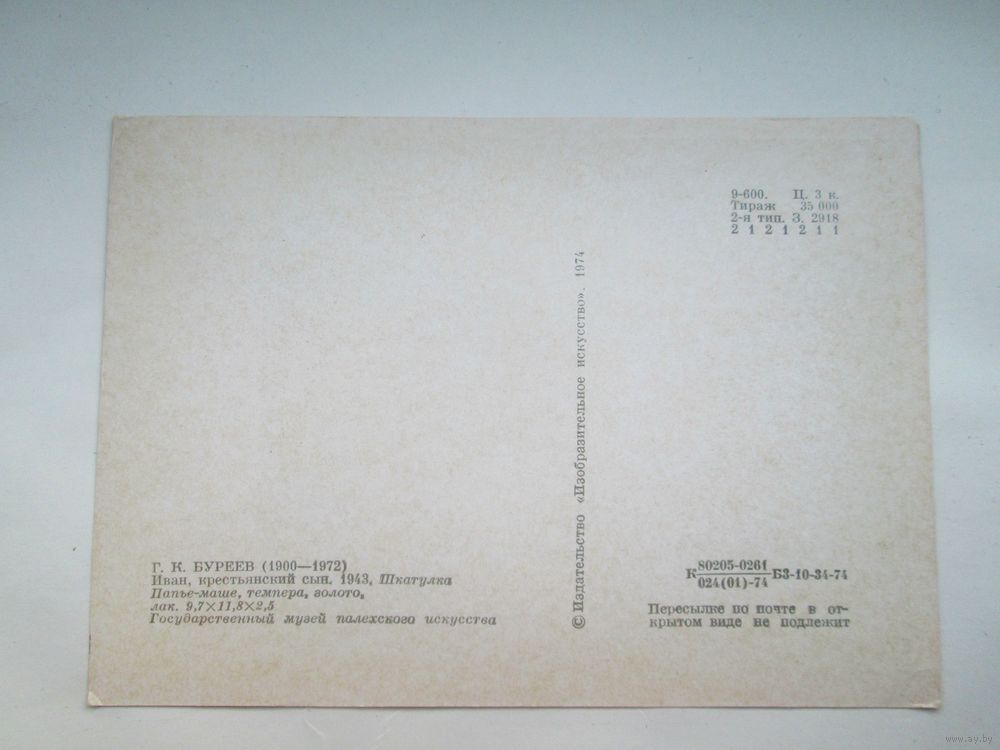 9-600. Ц. 3 к.
Тираж 35 000
2-я тип. З. 2918
2 1 2 1 2 1 1
© Издательство «Изобразительное искусство». 1974
Г. К. БУРЕЕВ (1900—1972)
Иван, крестьянский сын. 1943. Шкатулка
Папье-маше, темпера, золото,
лак. 9,7×11,8×2,5
Государственный музей палехского искусства
К 80205-0261 БЗ-10-34-74
024(01)-74
Пересылке по почте в от-
крытом виде не подлежит
www.ay.by